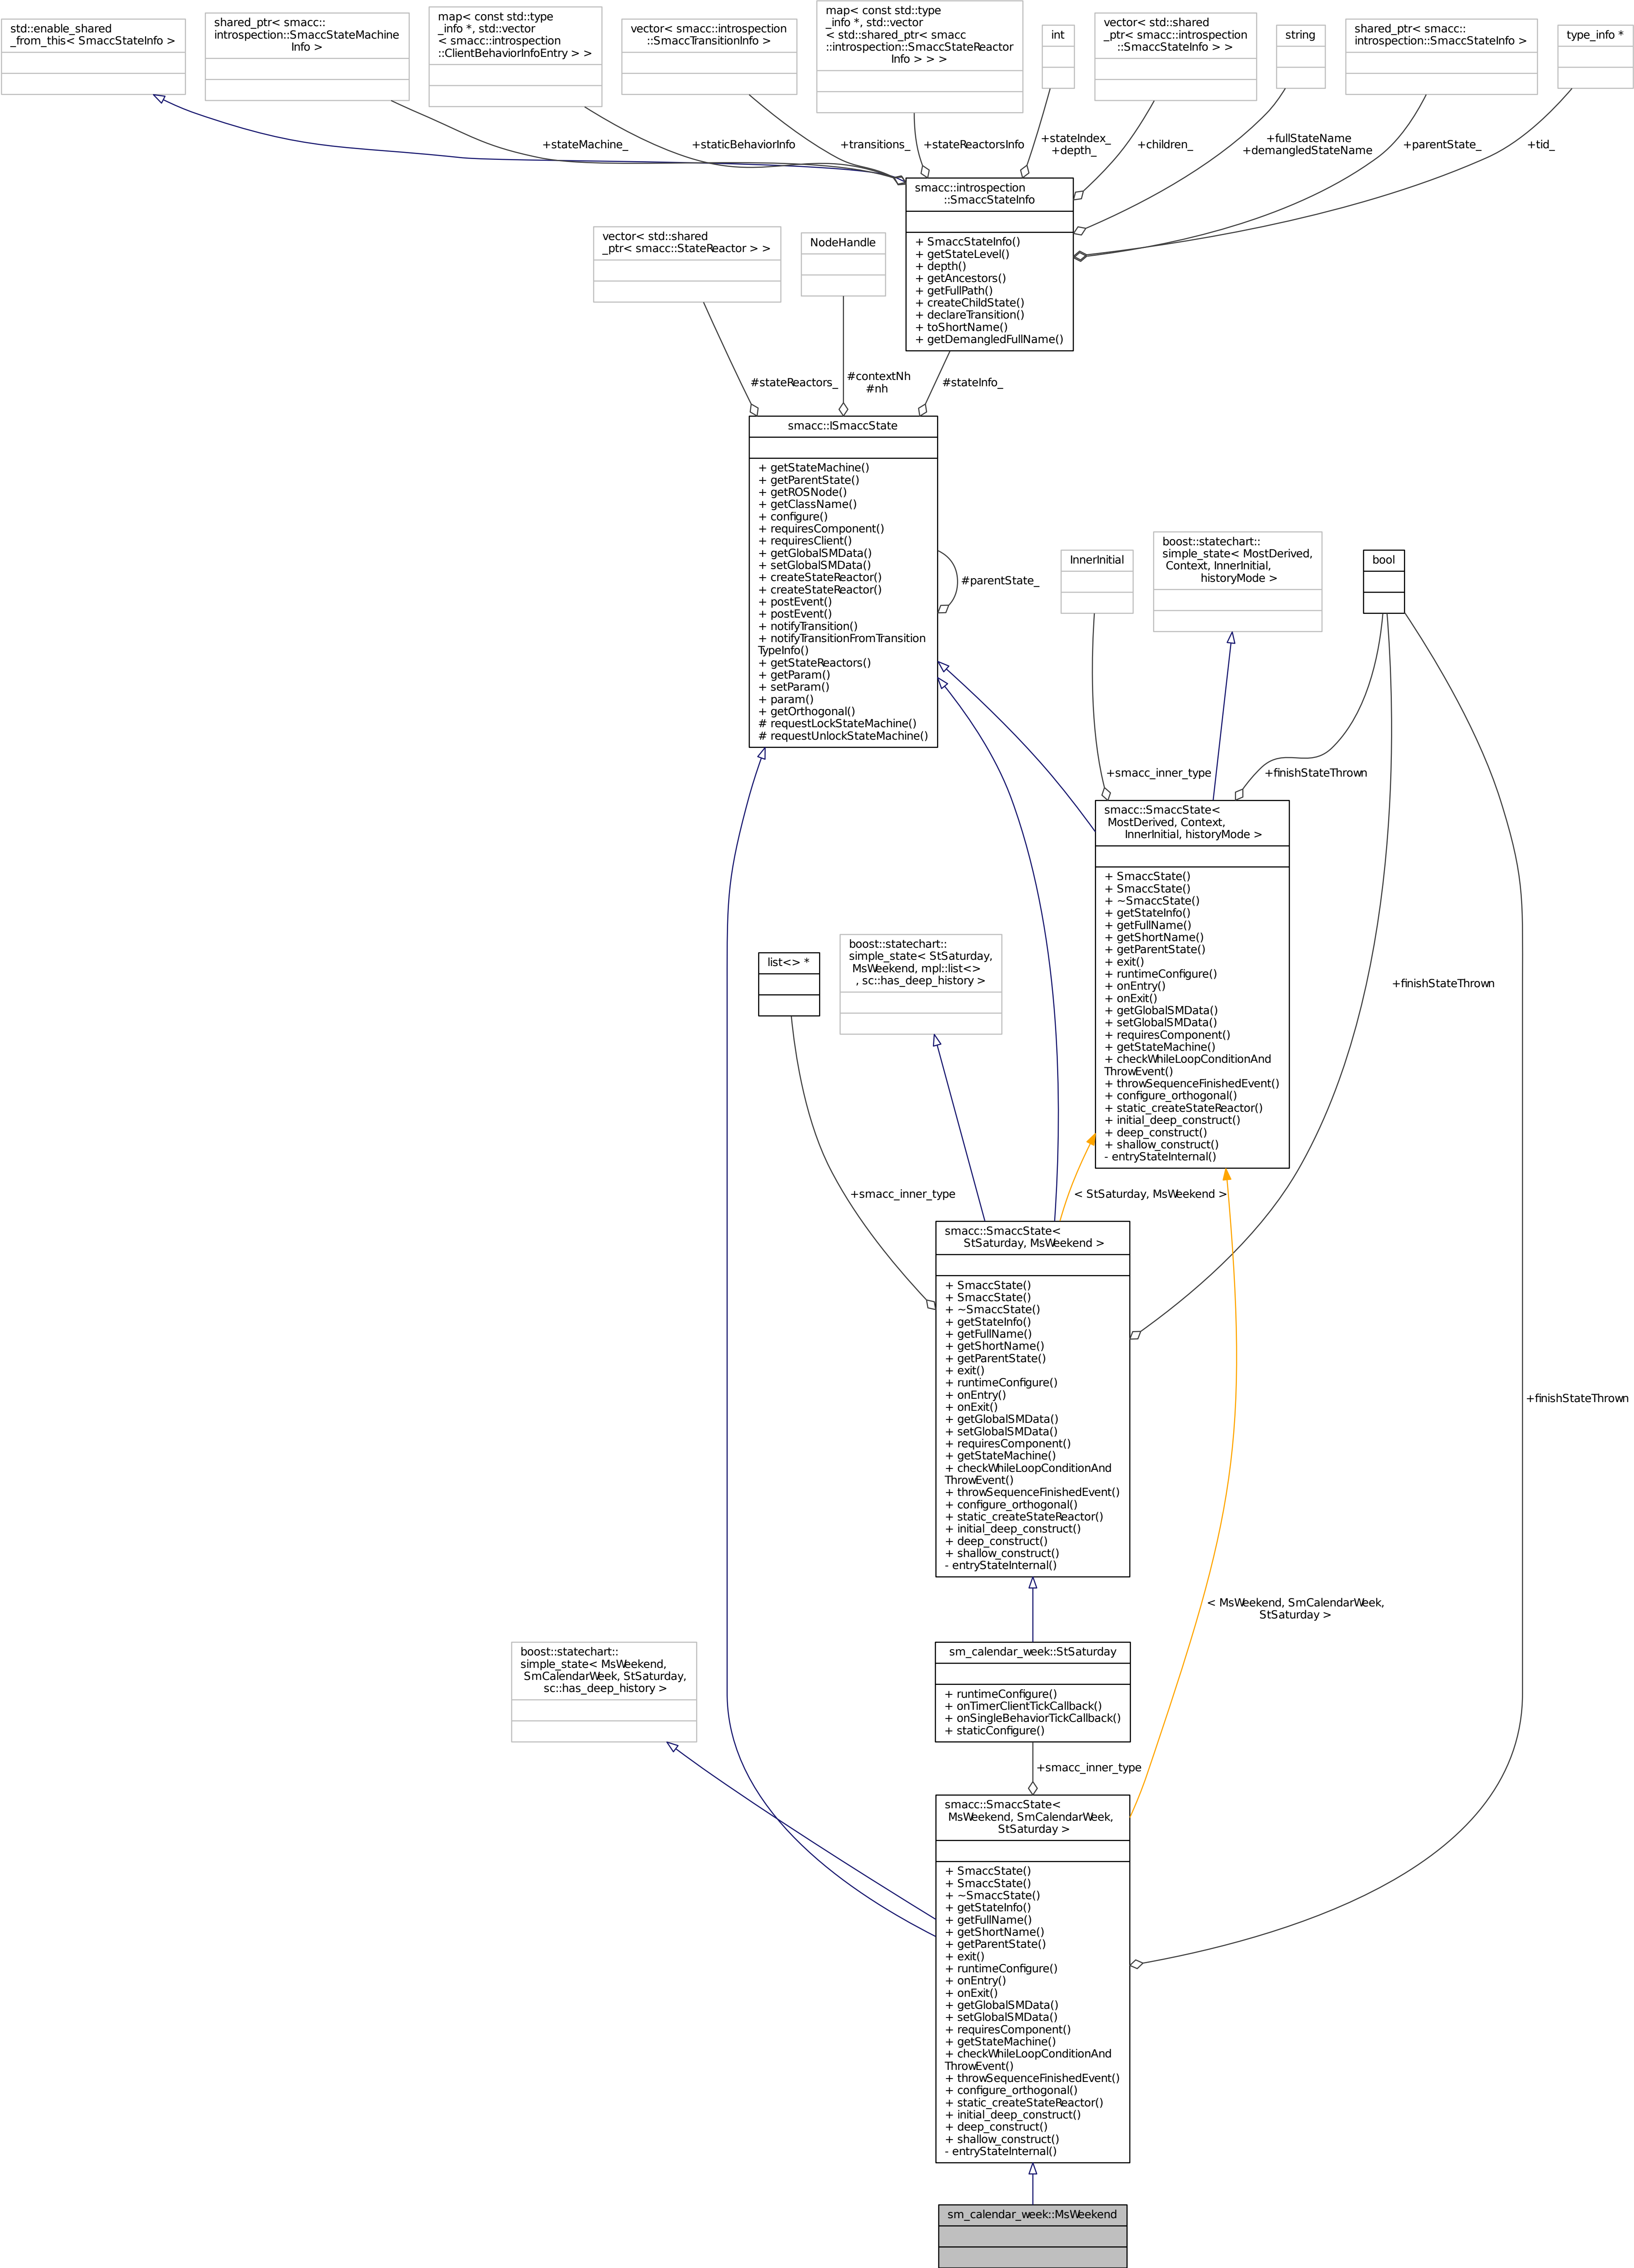 std::enable_shared
_from_this< SmaccStateInfo >
shared_ptr< smacc::
introspection::SmaccStateMachine
Info >
map< const std::type
_info *, std::vector
< smacc::introspection
::ClientBehaviorInfoEntry > >
vector< smacc::introspection
::SmaccTransitionInfo >
map< const std::type
_info *, std::vector
< std::shared_ptr< smacc
::introspection::SmaccStateReactor
Info > > >
int
vector< std::shared
_ptr< smacc::introspection
::SmaccStateInfo > >
string
shared_ptr< smacc::
introspection::SmaccStateInfo >
type_info *
+stateMachine_
+staticBehaviorInfo
+transitions_
+stateReactorsInfo
+stateIndex_
+depth_
+children_
+fullStateName
+demangledStateName
+parentState_
+tid_
smacc::introspection
::SmaccStateInfo
+ SmaccStateInfo()
+ getStateLevel()
+ depth()
+ getAncestors()
+ getFullPath()
+ createChildState()
+ declareTransition()
+ toShortName()
+ getDemangledFullName()
vector< std::shared
_ptr< smacc::StateReactor > >
NodeHandle
#stateReactors_
#contextNh
#nh
#stateInfo_
smacc::ISmaccState
+ getStateMachine()
+ getParentState()
+ getROSNode()
+ getClassName()
+ configure()
+ requiresComponent()
+ requiresClient()
+ getGlobalSMData()
+ setGlobalSMData()
+ createStateReactor()
+ createStateReactor()
+ postEvent()
+ postEvent()
+ notifyTransition()
+ notifyTransitionFromTransition
TypeInfo()
+ getStateReactors()
+ getParam()
+ setParam()
+ param()
+ getOrthogonal()
# requestLockStateMachine()
# requestUnlockStateMachine()
#parentState_
InnerInitial
boost::statechart::
simple_state< MostDerived,
Context, InnerInitial,
historyMode >
bool
+smacc_inner_type
+finishStateThrown
smacc::SmaccState<
MostDerived, Context,
InnerInitial, historyMode >
+ SmaccState()
+ SmaccState()
+ ~SmaccState()
+ getStateInfo()
+ getFullName()
+ getShortName()
+ getParentState()
+ exit()
+ runtimeConfigure()
+ onEntry()
+ onExit()
+ getGlobalSMData()
+ setGlobalSMData()
+ requiresComponent()
+ getStateMachine()
+ checkWhileLoopConditionAnd
ThrowEvent()
+ throwSequenceFinishedEvent()
+ configure_orthogonal()
+ static_createStateReactor()
+ initial_deep_construct()
+ deep_construct()
+ shallow_construct()
- entryStateInternal()
list<> *
boost::statechart::
simple_state< StSaturday,
MsWeekend, mpl::list<>
, sc::has_deep_history >
+finishStateThrown
+smacc_inner_type
< StSaturday, MsWeekend >
smacc::SmaccState<
StSaturday, MsWeekend >
+ SmaccState()
+ SmaccState()
+ ~SmaccState()
+ getStateInfo()
+ getFullName()
+ getShortName()
+ getParentState()
+ exit()
+ runtimeConfigure()
+ onEntry()
+ onExit()
+ getGlobalSMData()
+ setGlobalSMData()
+ requiresComponent()
+ getStateMachine()
+ checkWhileLoopConditionAnd
ThrowEvent()
+ throwSequenceFinishedEvent()
+ configure_orthogonal()
+ static_createStateReactor()
+ initial_deep_construct()
+ deep_construct()
+ shallow_construct()
- entryStateInternal()
+finishStateThrown
< MsWeekend, SmCalendarWeek,
StSaturday >
boost::statechart::
simple_state< MsWeekend,
SmCalendarWeek, StSaturday,
sc::has_deep_history >
sm_calendar_week::StSaturday
+ runtimeConfigure()
+ onTimerClientTickCallback()
+ onSingleBehaviorTickCallback()
+ staticConfigure()
+smacc_inner_type
smacc::SmaccState<
MsWeekend, SmCalendarWeek,
StSaturday >
+ SmaccState()
+ SmaccState()
+ ~SmaccState()
+ getStateInfo()
+ getFullName()
+ getShortName()
+ getParentState()
+ exit()
+ runtimeConfigure()
+ onEntry()
+ onExit()
+ getGlobalSMData()
+ setGlobalSMData()
+ requiresComponent()
+ getStateMachine()
+ checkWhileLoopConditionAnd
ThrowEvent()
+ throwSequenceFinishedEvent()
+ configure_orthogonal()
+ static_createStateReactor()
+ initial_deep_construct()
+ deep_construct()
+ shallow_construct()
- entryStateInternal()
sm_calendar_week::MsWeekend